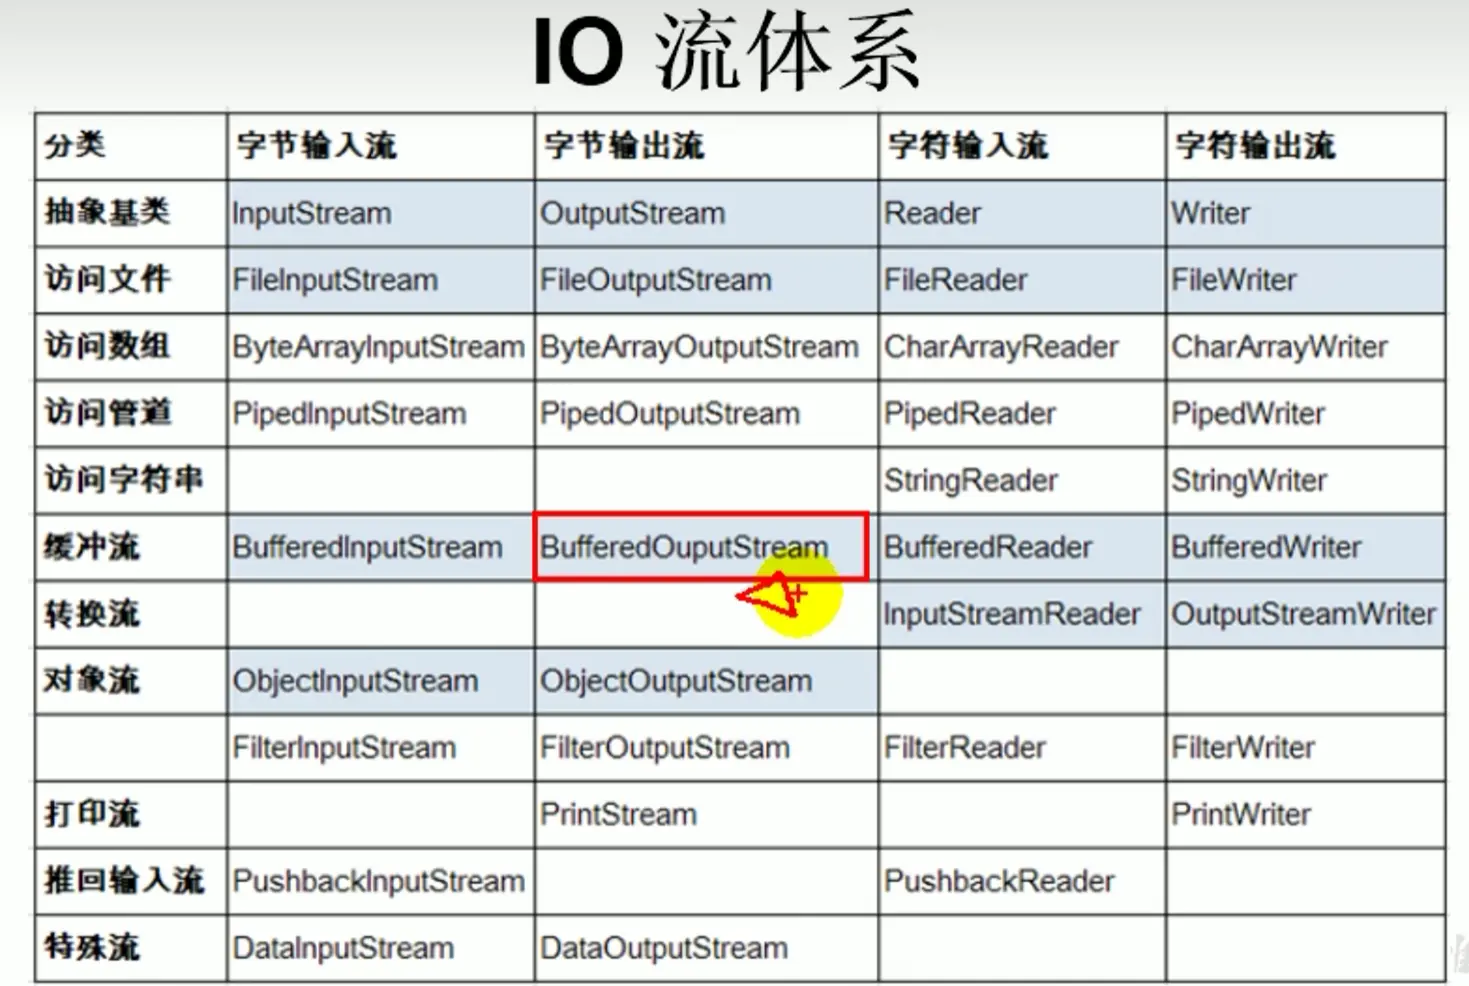 IO 流体系
分类 字节输入流 字节输出流 字符输入流 字符输出流
抽象基类 InputStream OutputStream Reader Writer
访问文件 FileInputStream FileOutputStream FileReader FileWriter
访问数组 ByteArrayInputStream ByteArrayOutputStream CharArrayReader CharArrayWriter
访问管道 PipedInputStream PipedOutputStream PipedReader PipedWriter
访问字符串 StringReader StringWriter
缓冲流 BufferedInputStream BufferedOuputStream BufferedReader BufferedWriter
转换流 InputStreamReader OutputStreamWriter
对象流 ObjectInputStream ObjectOutputStream
FilterInputStream FilterOutputStream FilterReader FilterWriter
打印流 PrintStream PrintWriter
推回输入流 PushbackInputStream PushbackReader
特殊流 DataInputStream DataOutputStream